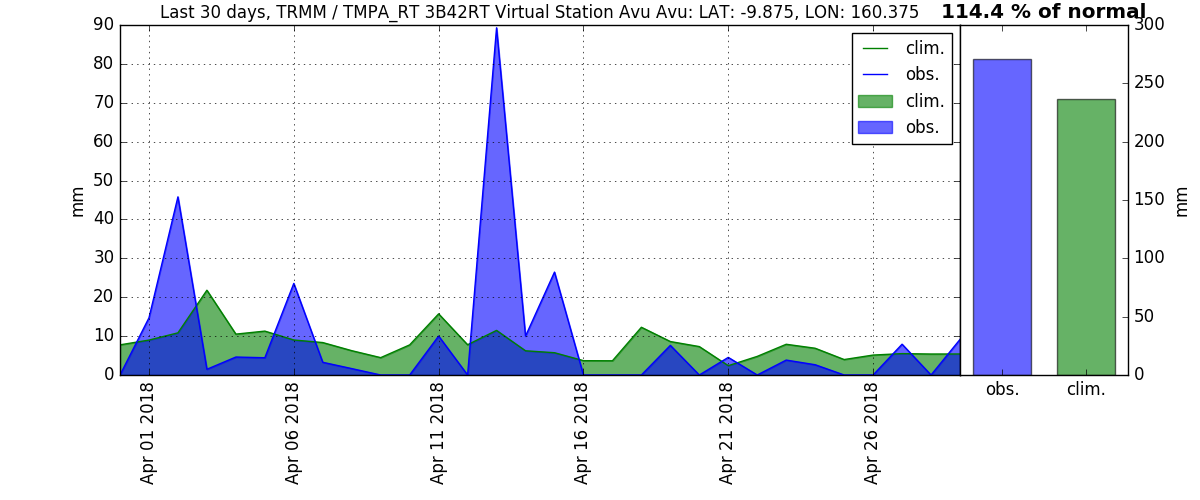 Last 30 days, TRMM / TMPA_RT 3B42RT Virtual Station Avu Avu: LAT: -9.875, LON: 160.375
114.4 % of normal
90
80
70
60
50
40
30
20
10
0
mm
clim.
obs.
clim.
obs.
Apr 01 2018
Apr 06 2018
Apr 11 2018
Apr 16 2018
Apr 21 2018
Apr 26 2018
300
250
200
150
100
50
0
mm
obs.
clim.